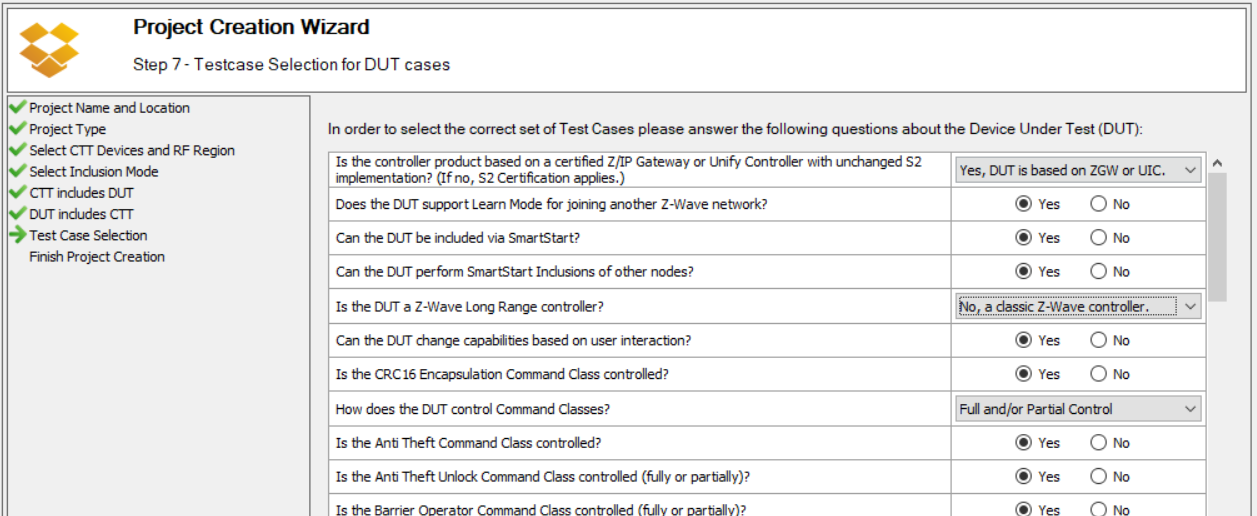 Project Creation Wizard
Step 7 - Testcase Selection for DUT cases
Project Name and Location
Project Type
Select CTT Devices and RF Region
Select Inclusion Mode
CTT includes DUT
DUT includes CTT
Test Case Selection
Finish Project Creation
In order to select the correct set of Test Cases please answer the following questions about the Device Under Test (DUT):
Is the controller product based on a certified Z/IP Gateway or Unify Controller with unchanged S2
implementation? (If no, S2 Certification applies.)
Yes, DUT is based on ZGW or UIC.
Does the DUT support Learn Mode for joining another Z-Wave network? Yes No
Can the DUT be included via SmartStart? Yes No
Can the DUT perform SmartStart Inclusions of other nodes? Yes No
Is the DUT a Z-Wave Long Range controller? No, a classic Z-Wave controller.
Can the DUT change capabilities based on user interaction? Yes No
Is the CRC16 Encapsulation Command Class controlled? Yes No
How does the DUT control Command Classes? Full and/or Partial Control
Is the Anti Theft Command Class controlled? Yes No
Is the Anti Theft Unlock Command Class controlled (fully or partially)? Yes No
Is the Barrier Operator Command Class controlled (fully or partially)? Yes No